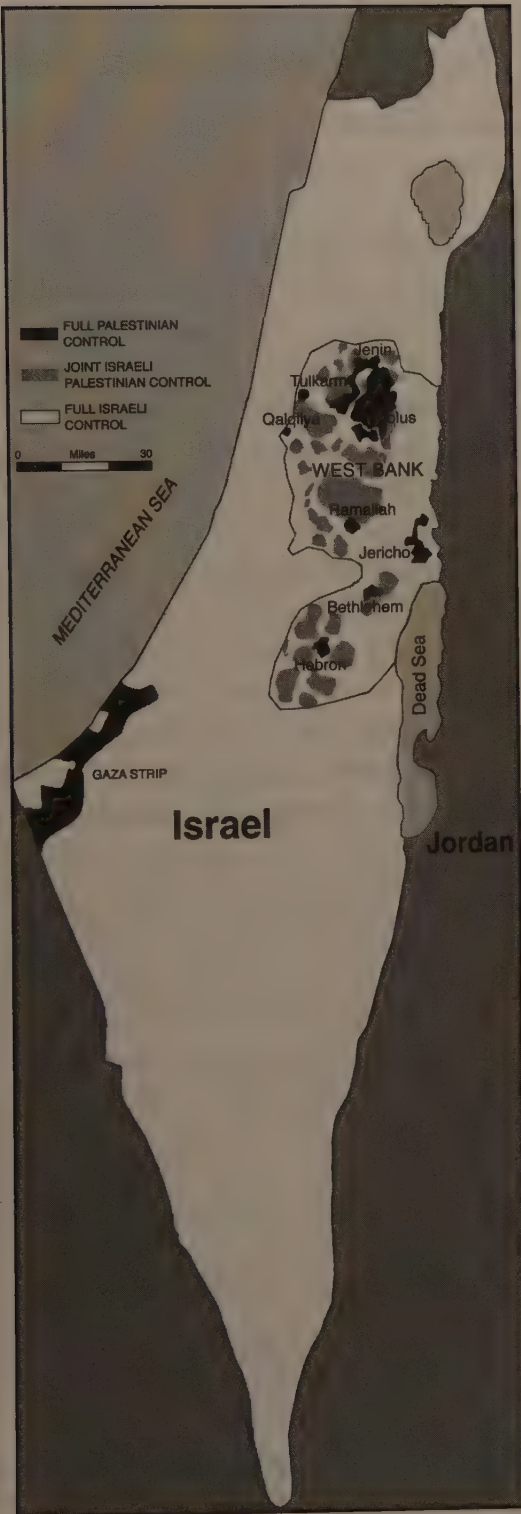 FULL PALESTINIAN
CONTROL
JOINT ISRAELI
PALESTINIAN CONTROL
FULL ISRAELI
CONTROL
0 Miles 30
MEDITERRANEAN SEA
Jenin
Tulkarm
Qalqilya
WEST BANK
Ramallah
Jericho
Bethlehem
Hebron
Dead Sea
GAZA STRIP
Israel
Jordan